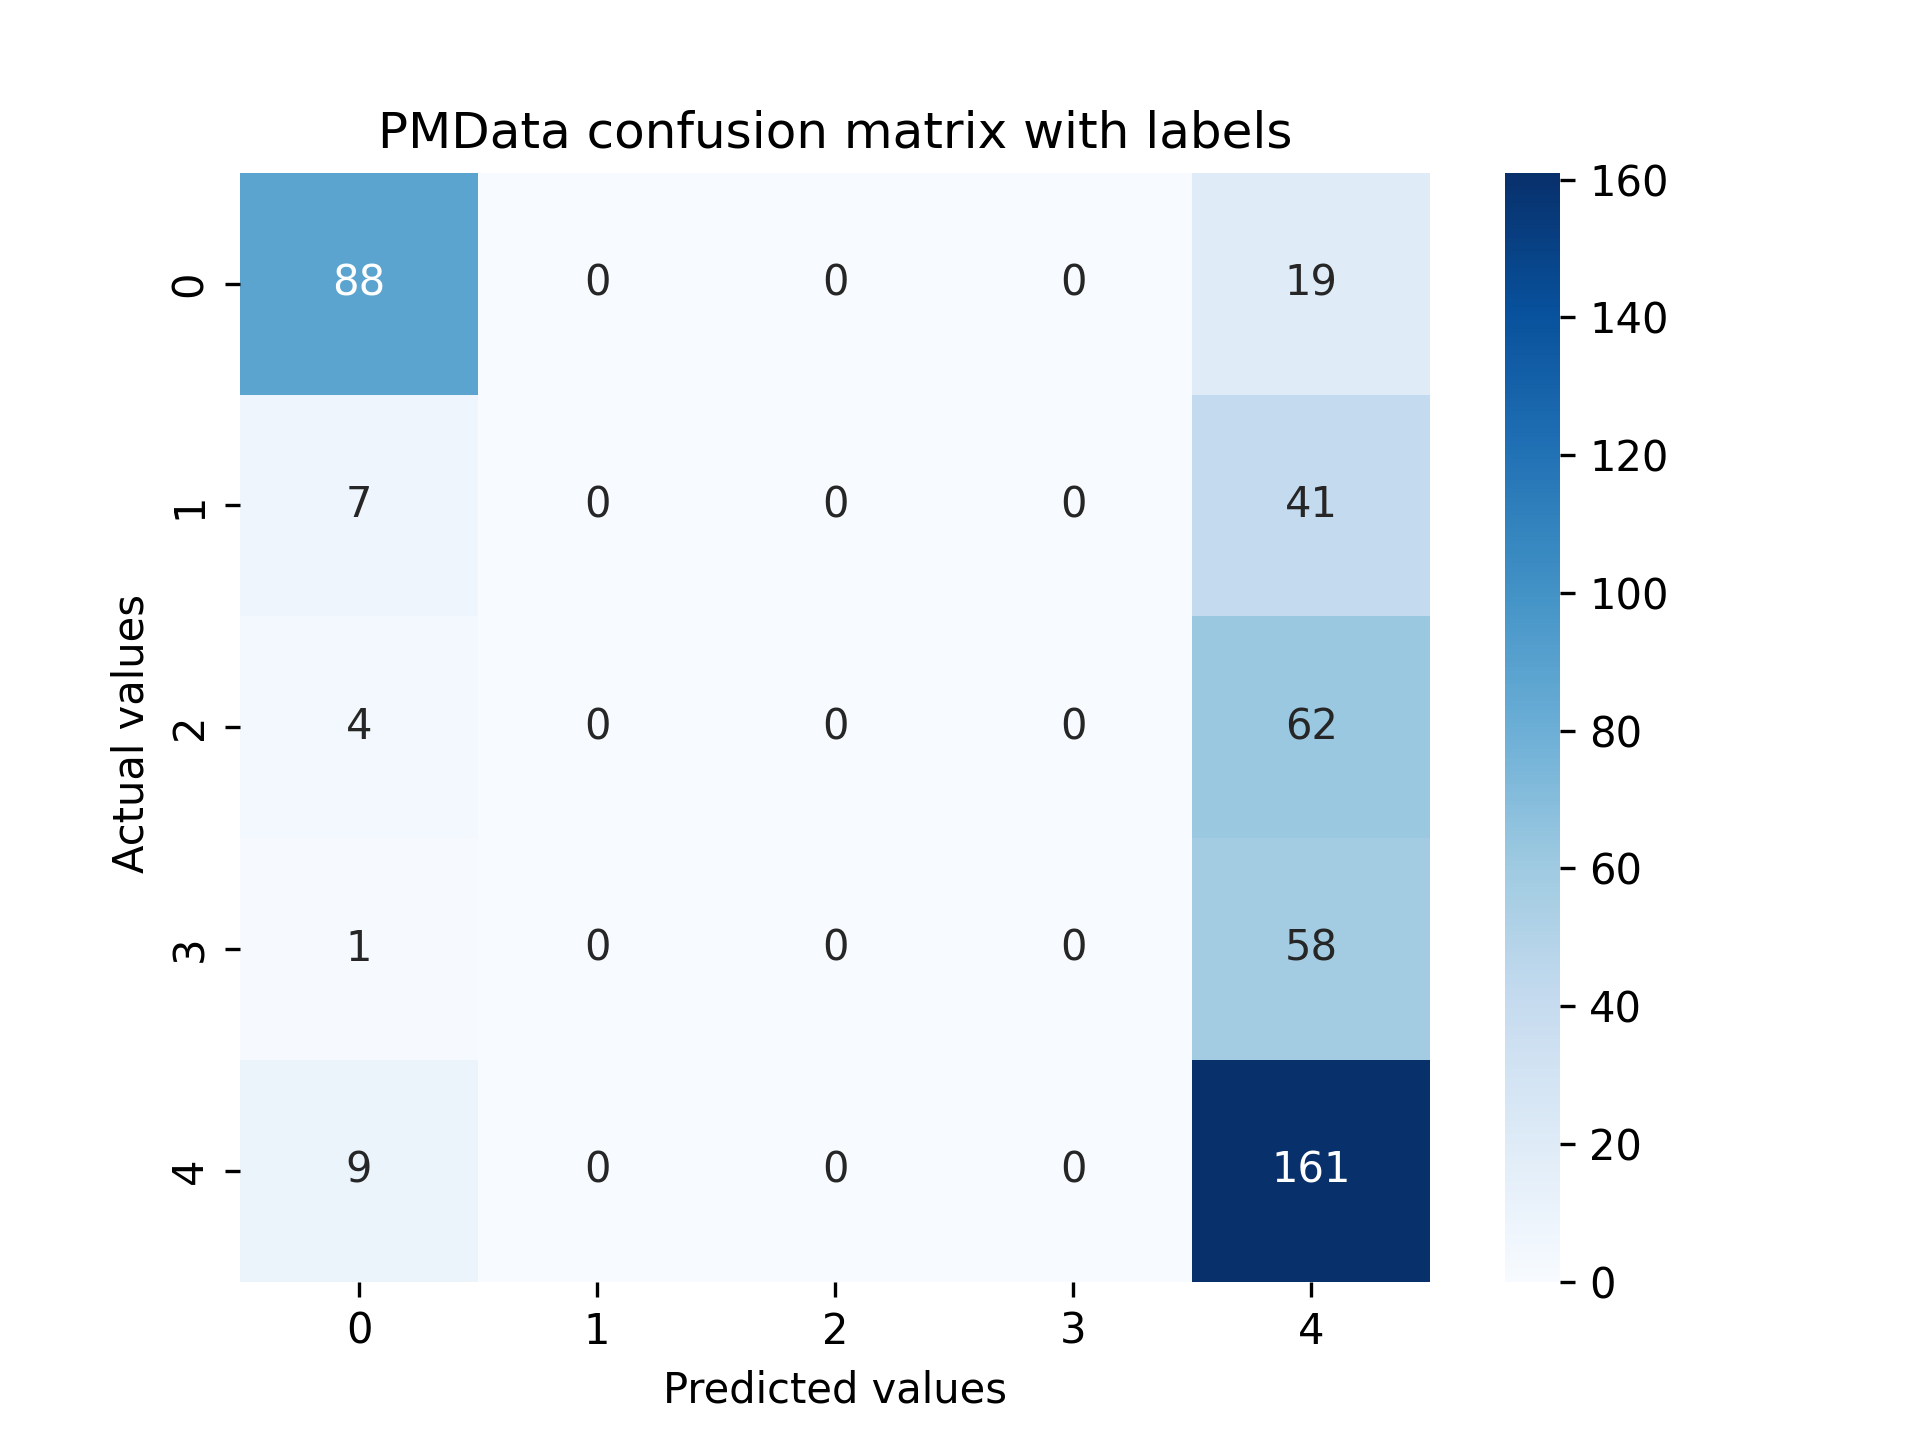 PMData confusion matrix with labels
160
0 88 0 0 0 19
140
120
1 7 0 0 0 41
100
Actual values
2 4 0 0 0 62
80
60
3 1 0 0 0 58
40
20
4 9 0 0 0 161
0
0 1 2 3 4
Predicted values